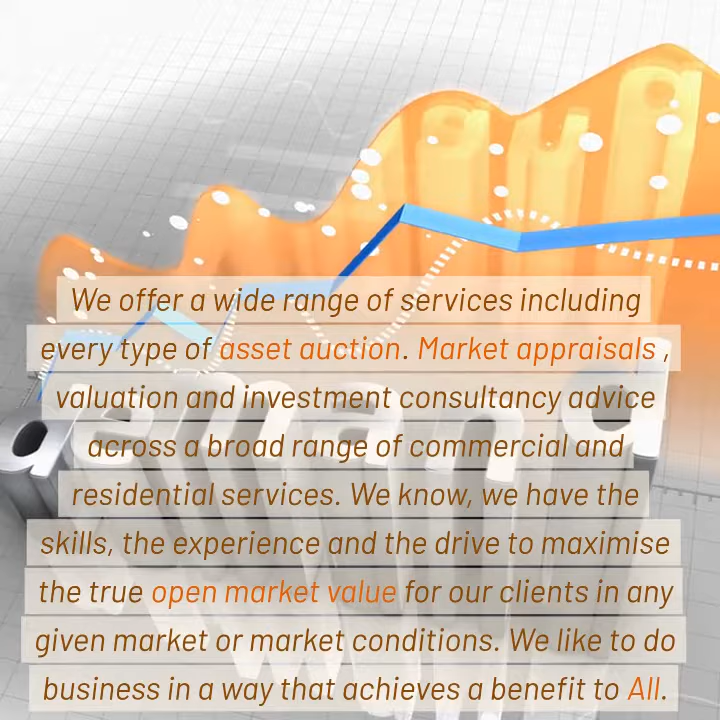 We offer a wide range of services including
every type of asset auction. Market appraisals ,
valuation and investment consultancy advice
across a broad range of commercial and
residential services. We know, we have the
skills, the experience and the drive to maximise
the true open market value for our clients in any
given market or market conditions. We like to do
business in a way that achieves a benefit to All.
demand